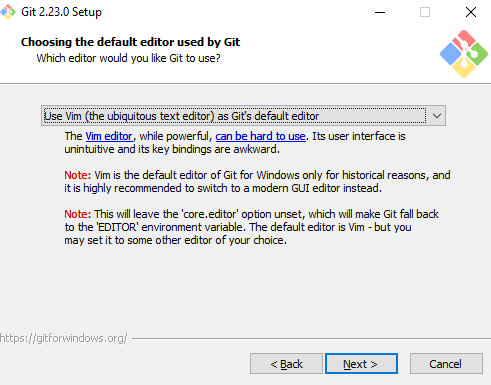 Git 2.23.0 Setup
Choosing the default editor used by Git
Which editor would you like Git to use?
Use Vim (the ubiquitous text editor) as Git's default editor
The Vim editor, while powerful, can be hard to use. Its user interface is
unintuitive and its key bindings are awkward.
Note: Vim is the default editor of Git for Windows only for historical reasons, and
it is highly recommended to switch to a modern GUI editor instead.
Note: This will leave the 'core.editor' option unset, which will make Git fall back
to the 'EDITOR' environment variable. The default editor is Vim - but you
may set it to some other editor of your choice.
https://gitforwindows.org/
< Back
Next >
Cancel